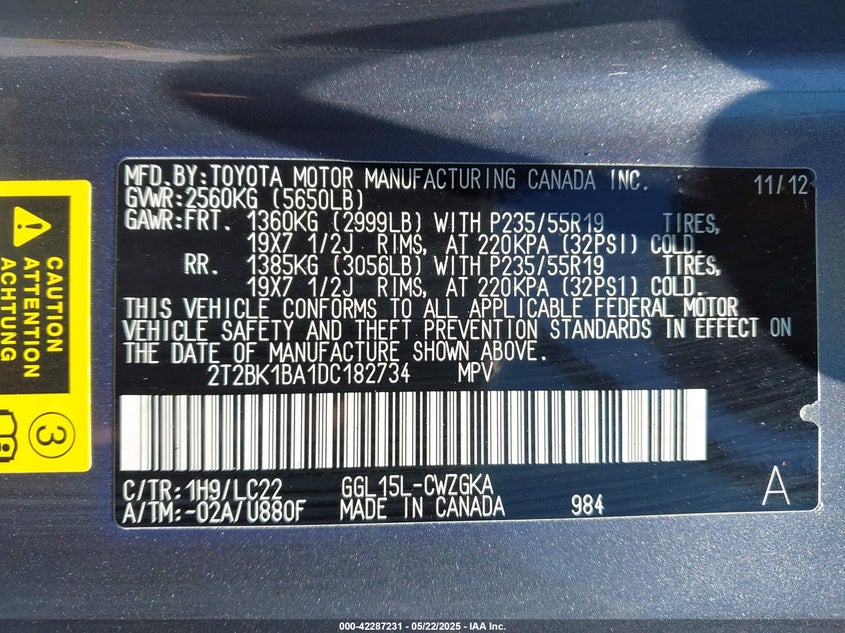 MFD.BY:TOYOTA MOTOR MANUFACTURING CANADA INC. 11/12
GVWR:2560KG (5650LB)
GAWR:FRT. 1360KG (2999LB) WITH P235/55R19 TIRES,
19X7 1/2J RIMS, AT 220KPA (32PSI) COLD.
RR. 1385KG (3056LB) WITH P235/55R19 TIRES,
19X7 1/2J RIMS, AT 220KPA (32PSI) COLD.
THIS VEHICLE CONFORMS TO ALL APPLICABLE FEDERAL MOTOR
VEHICLE SAFETY AND THEFT PREVENTION STANDARDS IN EFFECT ON
THE DATE OF MANUFACTURE SHOWN ABOVE.
2T2BK1BA1DC182734 MPV
C/TR:1H9/LC22 GGL15L-CWZGKA A
A/TM:-02A/U880F MADE IN CANADA 984
CAUTION
ATTENTION
ACHTUNG
3
000-42287231 - 05/22/2025 - IAA Inc.